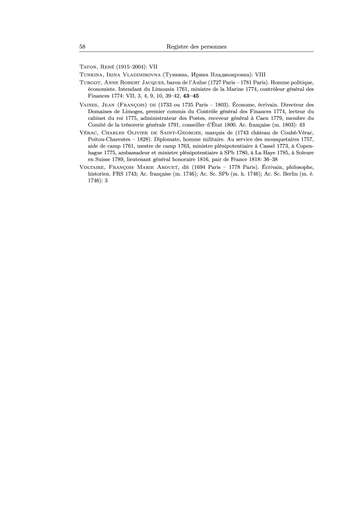 58 Register des personnes
Taton, René (1915–2004): VII
Tunkina, Irina Vladimirovna (Тункина, Ирина Владимировна): VIII
Turgot, Anne Robert Jacques, baron de l'Aulne (1727 Paris – 1781 Paris). Homme politique,
économiste. Intendant du Limousin 1761, ministre de la Marine 1774, contrôleur général des
Finances 1774: VII, 3, 4, 9, 10, 39–42, 43–45
Vaines, Jean (François) de (1733 ou 1735 Paris – 1803). Économe, écrivain. Directeur des
Domaines de Limoges, premier commis du Contrôle général des Finances 1774, lecteur du
cabinet du roi 1775, administrateur des Postes, receveur général à Caen 1779, membre du
Comité de la trésorerie générale 1791, conseiller d'État 1800. Ac. française (m. 1803): 43
Vérac, Charles Olivier de Saint-Georges, marquis de (1743 château de Couhé-Vérac,
Poitou-Charentes – 1828). Diplomate, homme militaire. Au service des mousquetaires 1757,
aide de camp 1761, mestre de camp 1763, ministre plénipotentiaire à Cassel 1772, à Copen-
hague 1775, ambassadeur et ministre plénipotentiaire à SPb 1780, à La Haye 1785, à Soleure
en Suisse 1789, lieutenant général honoraire 1816, pair de France 1818: 36–38
Voltaire, François Marie Arouet, dit (1694 Paris – 1778 Paris). Écrivain, philosophe,
historien. FRS 1743; Ac. française (m. 1746); Ac. Sc. SPb (m. h. 1746); Ac. Sc. Berlin (m. é.
1746): 3